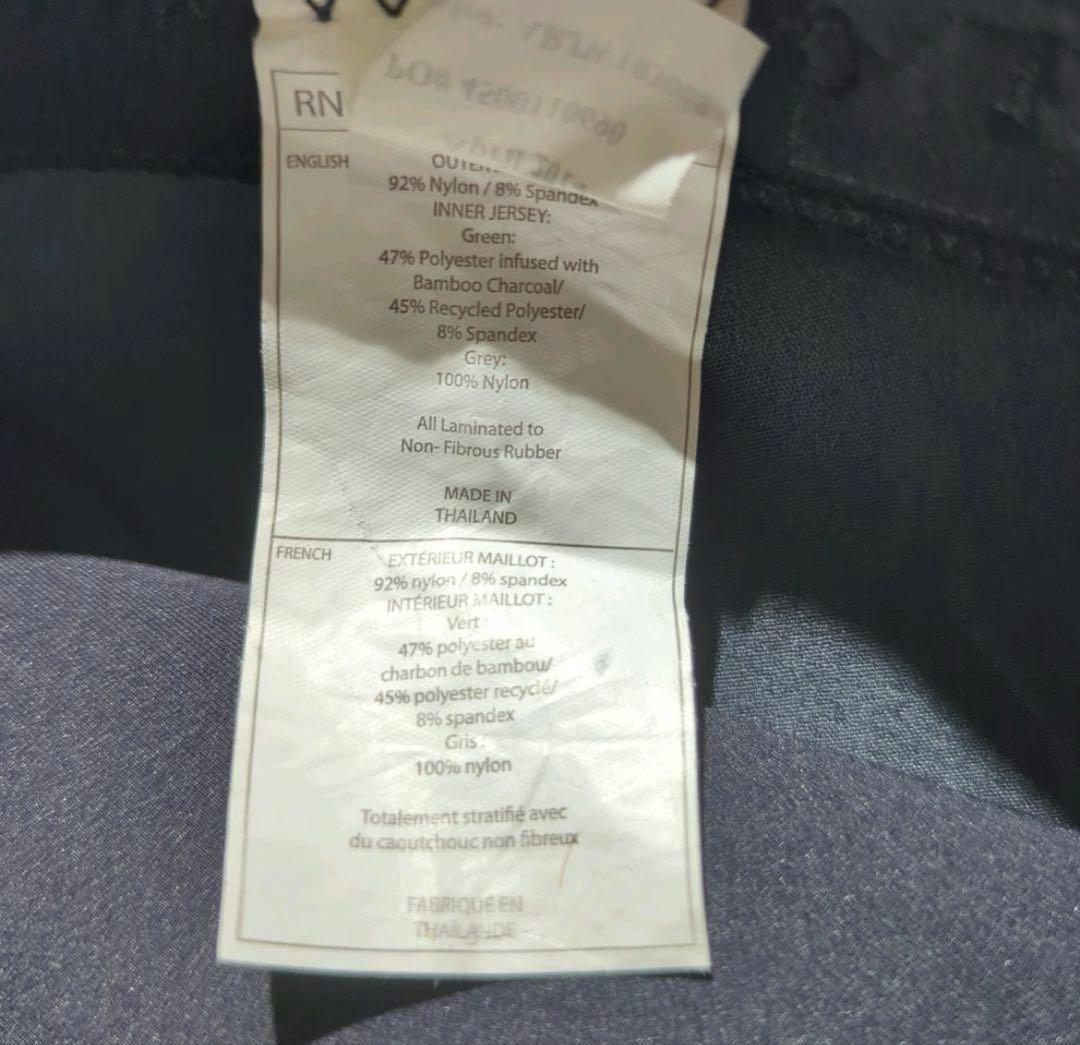 PO# 4500110690
RN
ENGLISH
92% Nylon / 8% Spandex
INNER JERSEY:
Green:
47% Polyester infused with
Bamboo Charcoal/
45% Recycled Polyester/
8% Spandex
Grey:
100% Nylon
All Laminated to
Non- Fibrous Rubber
MADE IN
THAILAND
FRENCH
EXTÉRIEUR MAILLOT :
92% nylon / 8% spandex
INTÉRIEUR MAILLOT :
Vert :
47% polyester au
charbon de bambou/
45% polyester recyclé/
8% spandex
Gris :
100% nylon
Totalement stratifié avec
du caoutchouc non fibreux
FABRIQUÉ EN
THAÏLANDE